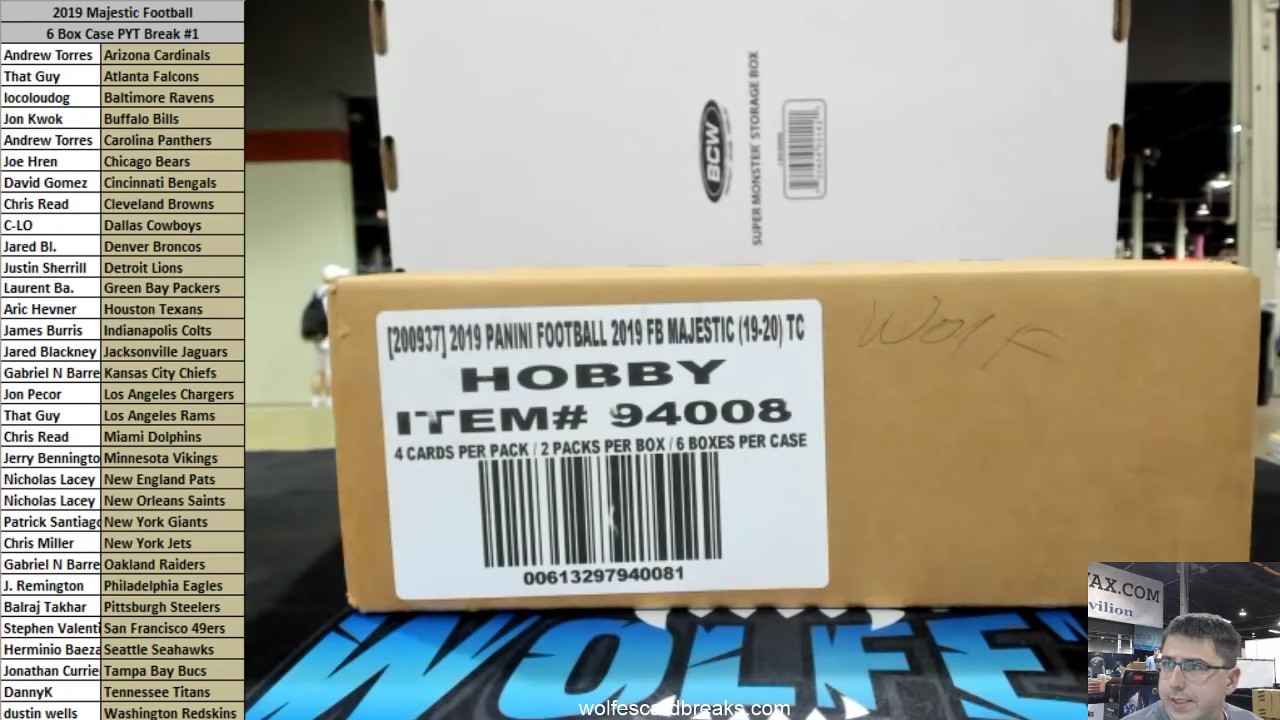 2019 Majestic Football
6 Box Case PYT Break #1
Andrew Torres Arizona Cardinals
That Guy Atlanta Falcons
locoloudog Baltimore Ravens
Jon Kwok Buffalo Bills
Andrew Torres Carolina Panthers
Joe Hren Chicago Bears
David Gomez Cincinnati Bengals
Chris Read Cleveland Browns
C-LO Dallas Cowboys
Jared Bl. Denver Broncos
Justin Sherrill Detroit Lions
Laurent Ba. Green Bay Packers
Aric Hevner Houston Texans
James Burris Indianapolis Colts
Jared Blackney Jacksonville Jaguars
Gabriel N Barre Kansas City Chiefs
Jon Pecor Los Angeles Chargers
That Guy Los Angeles Rams
Chris Read Miami Dolphins
Jerry Benningto Minnesota Vikings
Nicholas Lacey New England Pats
Nicholas Lacey New Orleans Saints
Patrick Santiago New York Giants
Chris Miller New York Jets
Gabriel N Barre Oakland Raiders
J. Remington Philadelphia Eagles
Balraj Takhar Pittsburgh Steelers
Stephen Valenti San Francisco 49ers
Herminio Baeza Seattle Seahawks
Jonathan Currie Tampa Bay Bucs
DannyK Tennessee Titans
dustin wells Washington Redskins
BCW
SUPER MONSTER STORAGE BOX
[200937] 2019 PANINI FOOTBALL 2019 FB MAJESTIC (19-20) TC
HOBBY
ITEM# 94008
4 CARDS PER PACK / 2 PACKS PER BOX / 6 BOXES PER CASE
00613297940081
Wolf
WOLFE
wolfescardbreaks.com
AX.COM
vilion